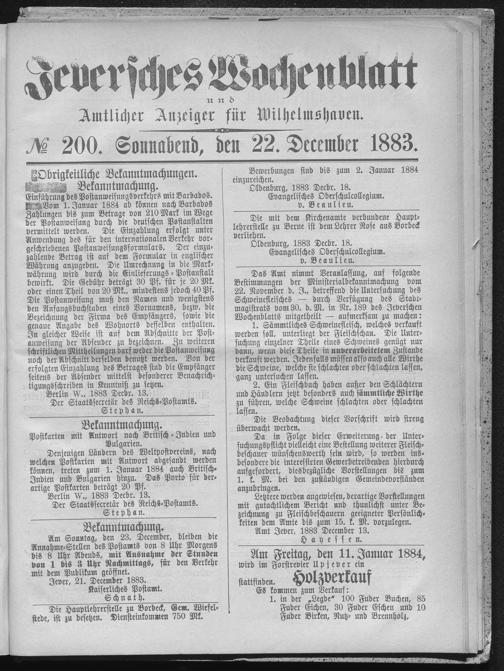 Jeversches Wochenblatt
und
Amtlicher Anzeiger für Wilhelmshaven.
№ 200. Sonnabend, den 22. December 1883.
Obrigkeitliche Bekanntmachungen.
Bekanntmachung.
Einführung des Postanweisungsverkehrs mit Barbados.
Vom 1. Januar 1884 ab können nach Barbados
Zahlungen bis zum Betrage von 210 Mark im Wege
der Postanweisung durch die deutschen Postanstalten
vermittelt werden. Die Einzahlung erfolgt unter
Anwendung des für den internationalen Verkehr vor-
geschriebenen Postanweisungsformulars. Der einzu-
zahlende Betrag ist auf dem Formular in englischer
Währung anzugeben. Die Umrechnung in die Mark-
währung wird durch die Einlieferungs-Postanstalt
bewirkt. Die Gebühr beträgt 30 Pf. für je 20 Mk.
oder einen Theil von 20 Mk., mindestens jedoch 40 Pf.
Die Postanweisung muß den Namen und wenigstens
den Anfangsbuchstaben eines Vornamens, bezw. die
Bezeichnung der Firma des Empfängers, sowie die
genaue Angabe des Wohnorts desselben enthalten.
In gleicher Weise ist auf dem Abschnitte der Post-
anweisung der Absender zu bezeichnen. Zu weiteren
schriftlichen Mittheilungen darf weder die Postanweisung
noch der Abschnitt derselben benutzt werden. Von der
erfolgten Einzahlung des Betrags sind die Empfänger
seitens der Absender mittelst besonderer Benachrich-
tigungsschreiben in Kenntniß zu setzen.
Berlin W., 1883 Decbr. 13.
Der Staatssecretär des Reichs-Postamts.
Stephan.
Bekanntmachung.
Postkarten mit Antwort nach Britisch-Indien und
Bulgarien.
Denjenigen Ländern des Weltpostvereins, nach
welchen Postkarten mit Antwort abgesandt werden
können, treten zum 1. Januar 1884 auch Britisch-
Indien und Bulgarien hinzu. Das Porto für der-
artige Postkarten beträgt 20 Pf.
Berlin W., 1883 Decbr. 13.
Der Staatssecretär des Reichs-Postamts.
Stephan.
Bekanntmachung.
Am Sonntag, den 23. December, bleiben die
Annahme-Stellen des Postamts von 8 Uhr Morgens
bis 8 Uhr Abends, mit Ausnahme der Stunden
von 1 bis 3 Uhr Nachmittags, für den Verkehr
mit dem Publikum geöffnet.
Jever, 21. December 1883.
Kaiserliches Postamt.
Schnath.
Die Hauptlehrerstelle zu Borbeck, Gem. Wiefel-
stede, ist zu besetzen. Diensteinkommen 750 Mk.
Bewerbungen sind bis zum 2. Januar 1884
einzureichen.
Oldenburg, 1883 Decbr. 18.
Evangelisches Oberschulcollegium.
v. Beaulieu.
Die mit dem Kirchenamte verbundene Haupt-
lehrerstelle zu Berne ist dem Lehrer Rose aus Bordeck
verliehen.
Oldenburg, 1883 Decbr. 18.
Evangelisches Oberschulcollegium.
v. Beaulieu.
Das Amt nimmt Veranlassung, auf folgende
Bestimmungen der Ministerialbekanntmachung vom
22. November d. J., betreffend die Untersuchung des
Schweinefleisches — durch Verfügung des Stadt-
magistrats vom 30. d. M. in Nr. 189 des Jeverschen
Wochenblatts mitgetheilt — aufmerksam zu machen:
1. Sämmtliches Schweinefleisch, welches verkauft
werden soll, unterliegt der Fleischschau. Die Unter-
suchung einzelner Theile eines Schweines genügt nur
dann, wenn diese Theile in unverarbeitetem Zustande
verkauft werden. Jedenfalls müssen also auch alle Wirthe
die Schweine, welche sie schlachten oder schlachten lassen,
ganz untersuchen lassen.
2. Ein Fleischbuch haben außer den Schlächtern
und Händlern jetzt besonders auch sämmtliche Wirthe
zu führen, welche Schweine schlachten oder schlachten
lassen.
Die Beobachtung dieser Vorschrift wird streng
überwacht werden.
Da in Folge dieser Erweiterung der Unter-
suchungspflicht vielleicht eine Bestellung weiterer Fleisch-
beschauer wünschenswerth sein wird, so werden ins-
besondere die interessirten Gewerbetreibenden hierdurch
aufgefordert, diesbezügliche Vorstellungen bis zum
1. k. M. bei den zuständigen Gemeindevorständen
anzubringen.
Letztere werden angewiesen, derartige Vorstellungen
mit gutachtlichem Bericht und thunlichst unter Be-
zeichnung zu Fleischbeschauern geeigneter Persönlich-
keiten dem Amte bis zum 15. k. M. vorzulegen.
Amt Jever, 1883 December 13.
Hayessen.
Am Freitag, den 11. Januar 1884,
wird im Forstrevier Upjever ein
Holzverkauf
stattfinden.
Es kommen zum Verkauf:
1. in der „Legde“ 100 Fuder Buchen, 85
Fuder Eichen, 30 Fuder Eschen und 10
Fuder Birken, Nutz- und Brennholz,